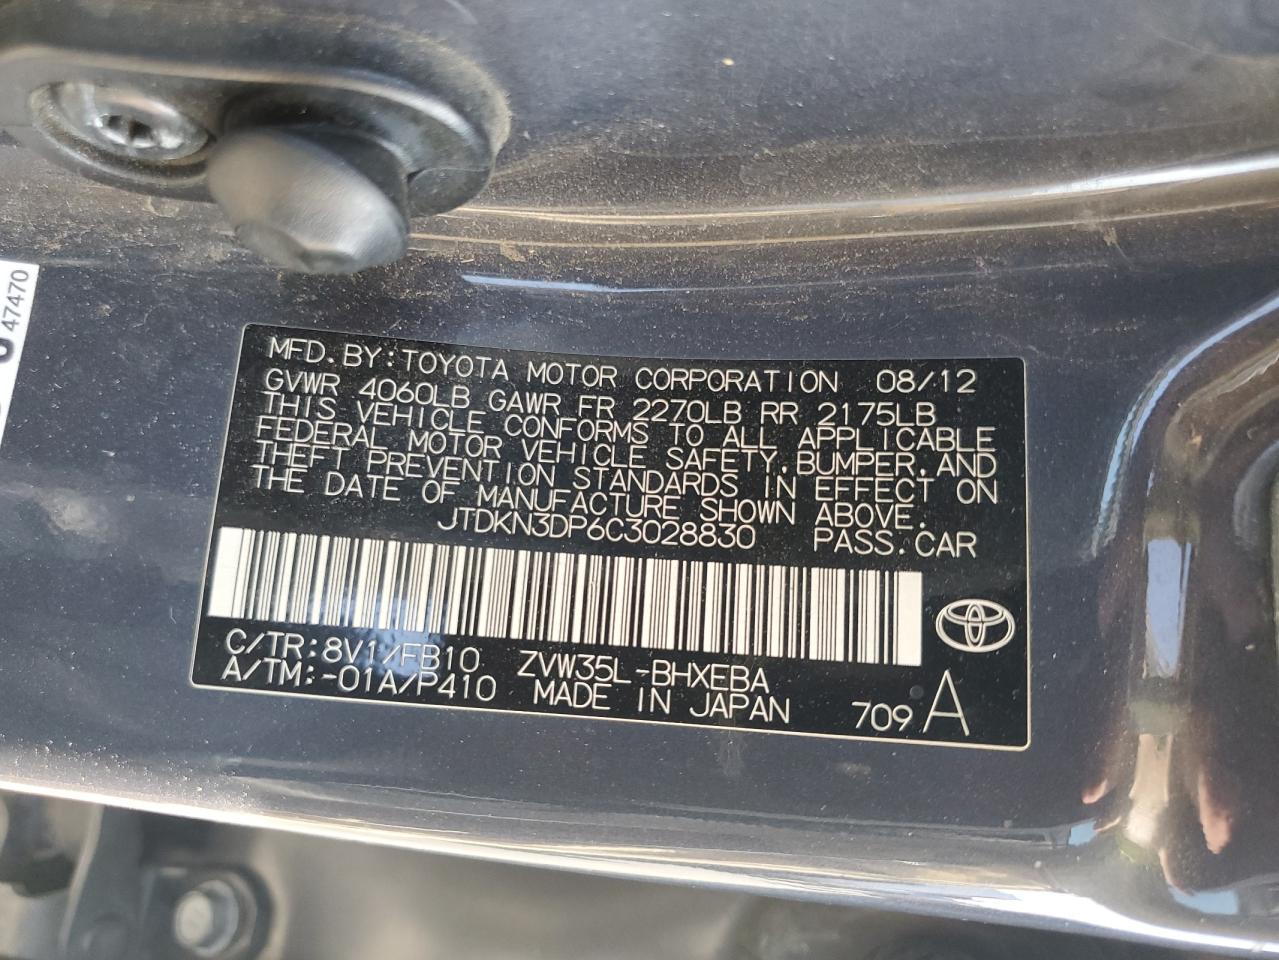 47470
MFD. BY: TOYOTA MOTOR CORPORATION 08/12
GVWR 4060LB GAWR FR 2270LB RR 2175LB
THIS VEHICLE CONFORMS TO ALL APPLICABLE
FEDERAL MOTOR VEHICLE SAFETY, BUMPER, AND
THEFT PREVENTION STANDARDS IN EFFECT ON
THE DATE OF MANUFACTURE SHOWN ABOVE.
JTDKN3DP6C3028830 PASS. CAR
C/TR: 8V1/FB10 ZVW35L-BHXEBA
A/TM: -01A/P410 MADE IN JAPAN 709 A